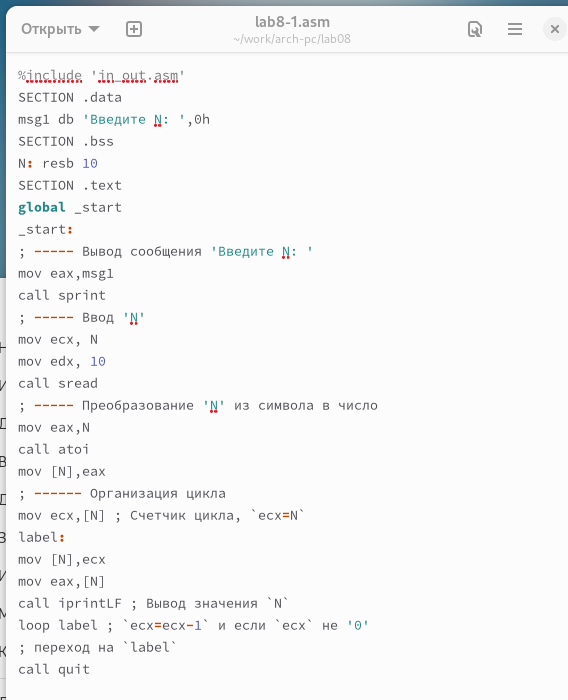 Открыть
lab8-1.asm
~/work/arch-pc/lab08
%include 'in_out.asm'
SECTION .data
msg1 db 'Введите N: ',0h
SECTION .bss
N: resb 10
SECTION .text
global _start
_start:
; ----- Вывод сообщения 'Введите N: '
mov eax,msg1
call sprint
; ----- Ввод 'N'
mov ecx, N
mov edx, 10
call sread
; ----- Преобразование 'N' из символа в число
mov eax,N
call atoi
mov [N],eax
; ------ Организация цикла
mov ecx,[N] ; Счетчик цикла, `ecx=N`
label:
mov [N],ecx
mov eax,[N]
call iprintLF ; Вывод значения `N`
loop label ; `ecx=ecx-1` и если `ecx` не '0'
; переход на `label`
call quit